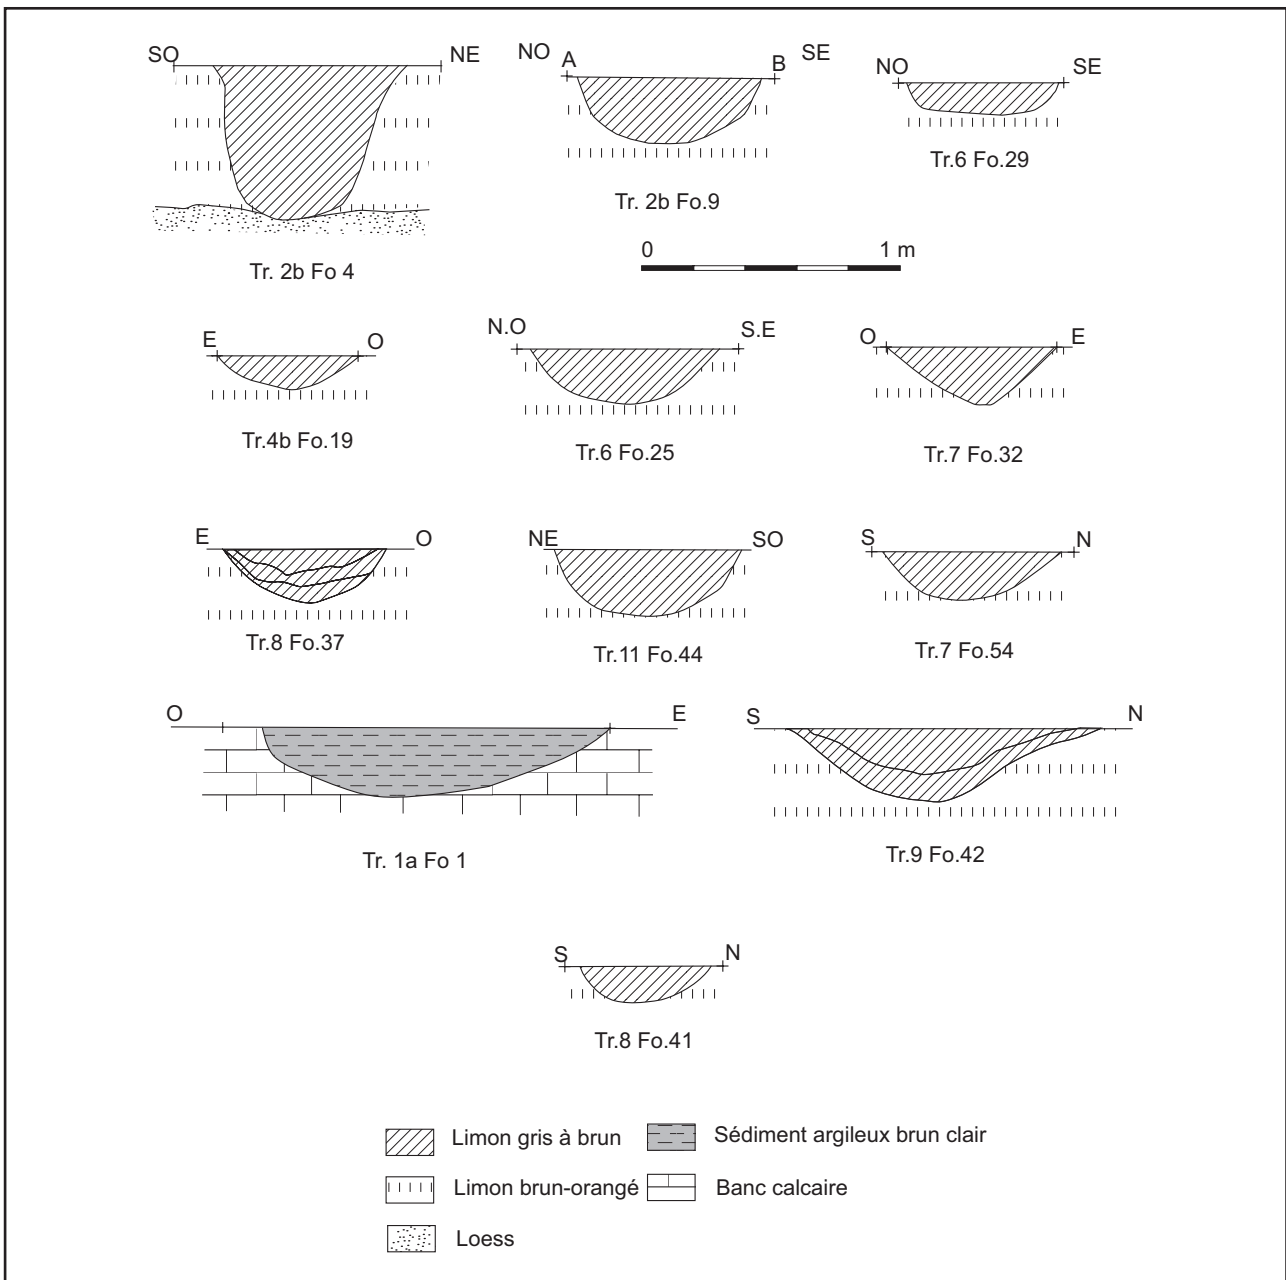 SO NE
NO A B SE
NO SE
Tr. 2b Fo 4
Tr. 2b Fo.9
Tr.6 Fo.29
0 1 m
E O
N.O S.E
O E
Tr.4b Fo.19
Tr.6 Fo.25
Tr.7 Fo.32
E O
NE SO
S N
Tr.8 Fo.37
Tr.11 Fo.44
Tr.7 Fo.54
O E
S N
Tr. 1a Fo 1
Tr.9 Fo.42
S N
Tr.8 Fo.41
Limon gris à brun
Sédiment argileux brun clair
Limon brun-orangé
Banc calcaire
Loess